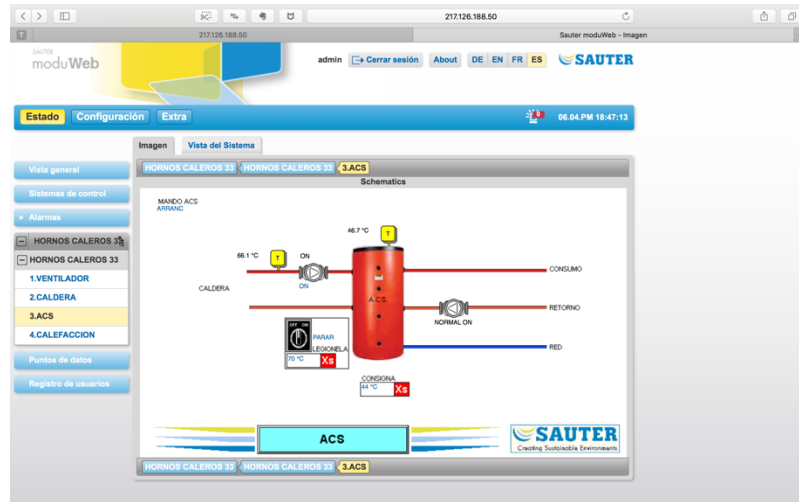 217.126.188.50
T
217.126.188.50
Sauter moduWeb - Imagen
SAUTER
moduWeb
admin
Cerrar sesión
About
DE EN FR ES
SAUTER
Estado
Configuración
Extra
06.04.PM 18:47:13
Imagen
Vista del Sistema
Vista general
Sistemas de control
Alarmas
HORNOS CALEROS 33
HORNOS CALEROS 33
1.VENTILADOR
2.CALDERA
3.ACS
4.CALEFACCION
Puntos de datos
Registro de usuarios
HORNOS CALEROS 33
HORNOS CALEROS 33
3.ACS
Schematics
MANDO ACS
ARRANC
46.7 °C
T
66.1 °C
T
ON
ON
CONSUMO
CALDERA
A.C.S.
RETORNO
NORMAL ON
OFF ON
PARAR
LEGIONELA
70 °C
Xs
RED
CONSIGNA
44 °C
Xs
ACS
SAUTER
Creating Sustainable Environments
HORNOS CALEROS 33
HORNOS CALEROS 33
3.ACS